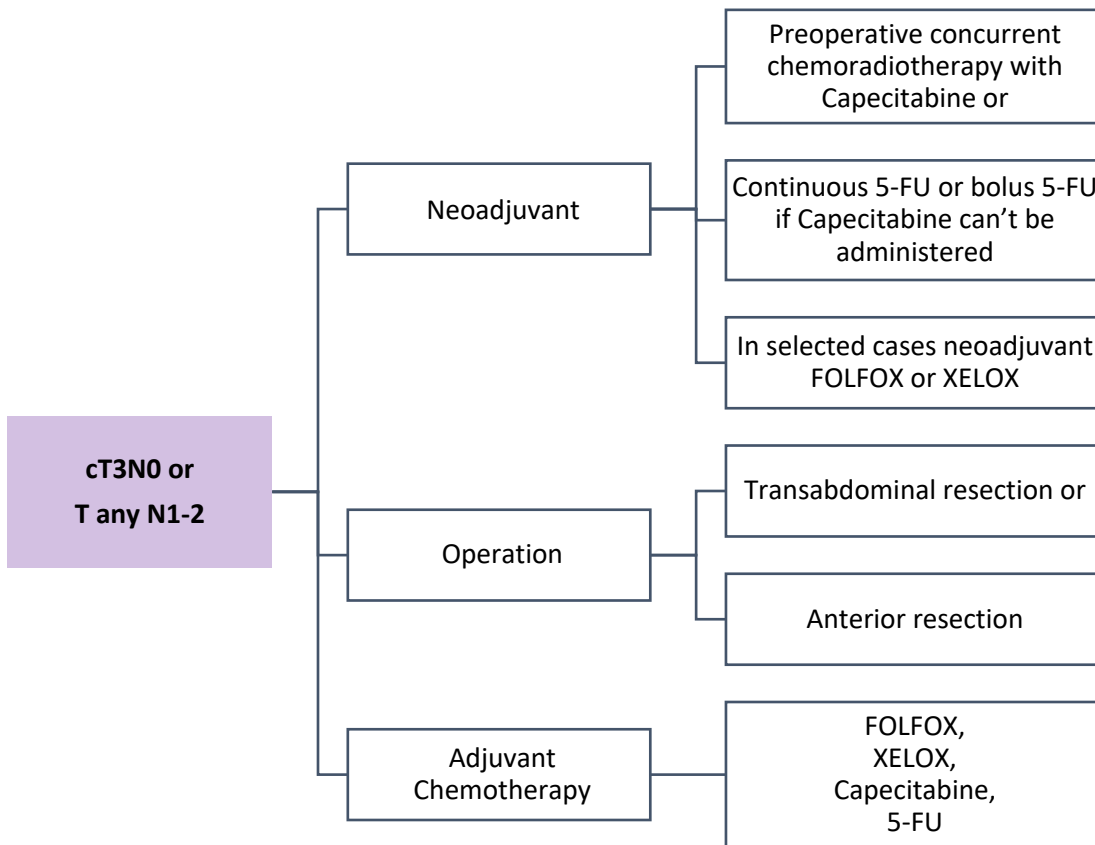 cT3N0 or
T any N1-2
Neoadjuvant
Preoperative concurrent
chemoradiotherapy with
Capecitabine or
Continuous 5-FU or bolus 5-FU
if Capecitabine can’t be
administered
In selected cases neoadjuvant
FOLFOX or XELOX
Operation
Transabdominal resection or
Anterior resection
Adjuvant
Chemotherapy
FOLFOX,
XELOX,
Capecitabine,
5-FU